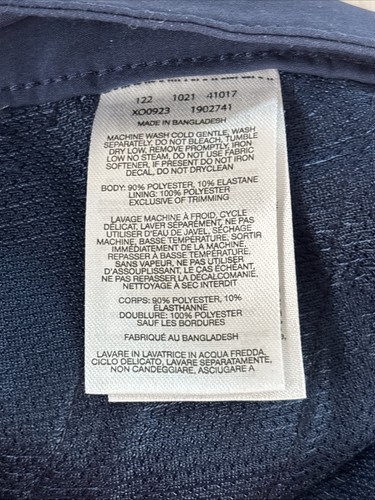 122 1021 41017
XO0923 1902741
MADE IN BANGLADESH
MACHINE WASH COLD GENTLE, WASH
SEPARATELY, DO NOT BLEACH, TUMBLE
DRY LOW, REMOVE PROMPTLY, IRON
LOW NO STEAM, DO NOT USE FABRIC
SOFTENER, IF PRESENT DO NOT IRON
DECAL, DO NOT DRYCLEAN
BODY: 90% POLYESTER, 10% ELASTANE
LINING: 100% POLYESTER
EXCLUSIVE OF TRIMMING
LAVAGE MACHINE À FROID, CYCLE
DÉLICAT, LAVER SÉPARÉMENT, NE PAS
UTILISER D'EAU DE JAVEL, SÉCHAGE
MACHINE, BASSE TEMPÉRATURE, SORTIR
IMMÉDIATEMENT DE LA MACHINE,
REPASSER À BASSE TEMPÉRATURE,
SANS VAPEUR, NE PAS UTILISER
D'ASSOUPLISSANT, LE CAS ÉCHÉANT,
NE PAS REPASSER LA DÉCALCOMANIE,
NETTOYAGE À SEC INTERDIT
CORPS: 90% POLYESTER, 10%
ÉLASTHANNE
DOUBLURE: 100% POLYESTER
SAUF LES BORDURES
FABRIQUÉ AU BANGLADESH
LAVARE IN LAVATRICE IN ACQUA FREDDA,
CICLO DELICATO, LAVARE SEPARATAMENTE,
NON CANDEGGIARE, ASCIUGARE A